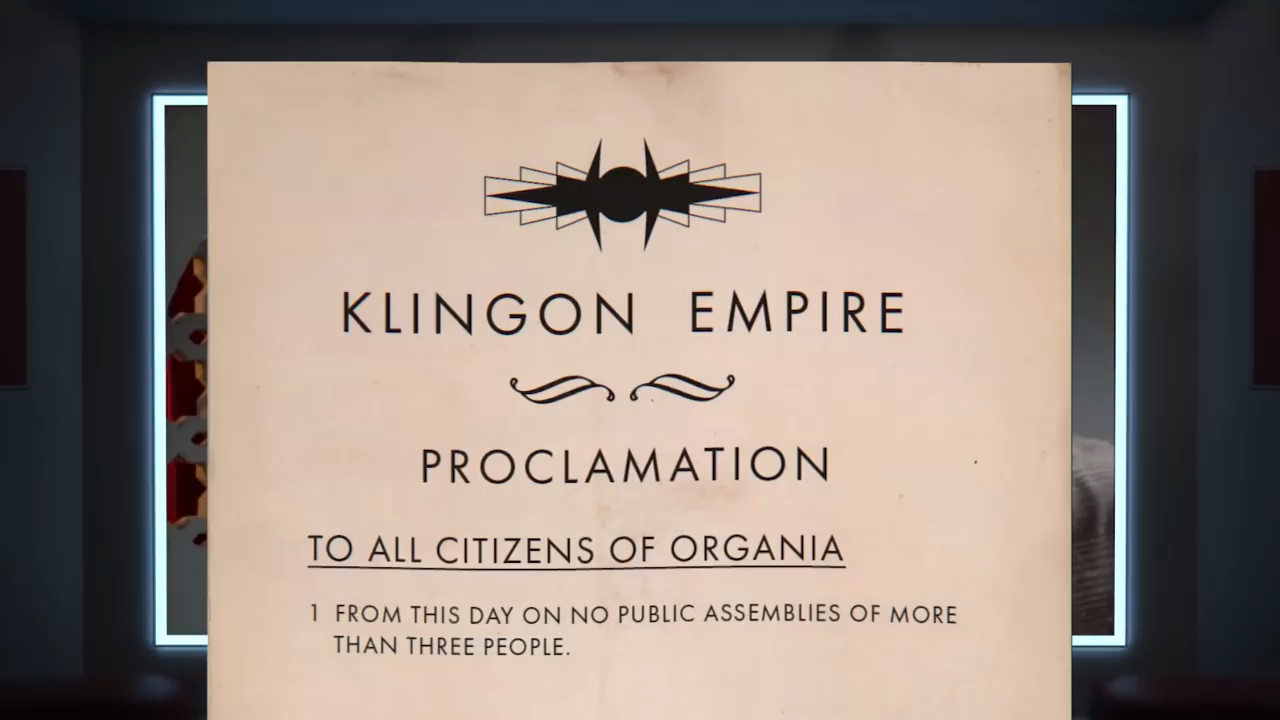 KLINGON EMPIRE
PROCLAMATION
TO ALL CITIZENS OF ORGANIA
1 FROM THIS DAY ON NO PUBLIC ASSEMBLIES OF MORE
THAN THREE PEOPLE.